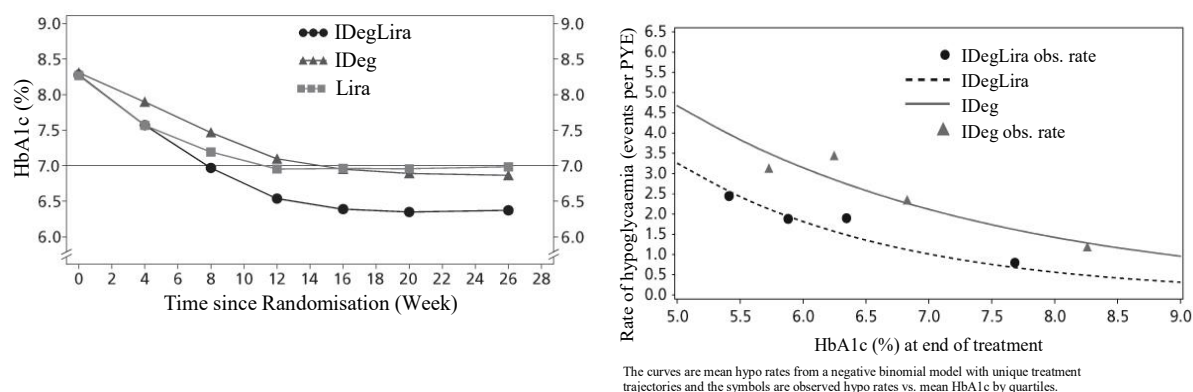 HbA1c (%)
9.0
8.5
8.0
7.5
7.0
6.5
6.0
IDegLira
IDeg
Lira
9.0
8.5
8.0
7.5
7.0
6.5
6.0
0 2 4 6 8 10 12 14 16 18 20 22 24 26 28
Time since Randomisation (Week)
Rate of hypoglycaemia (events per PYE)
6.5
6.0
5.5
5.0
4.5
4.0
3.5
3.0
2.5
2.0
1.5
1.0
0.5
0.0
IDegLira obs. rate
IDegLira
IDeg
IDeg obs. rate
5.0 5.5 6.0 6.5 7.0 7.5 8.0 8.5 9.0
HbA1c (%) at end of treatment
The curves are mean hypo rates from a negative binomial model with unique treatment
trajectories and the symbols are observed hypo rates vs. mean HbA1c by quartiles.